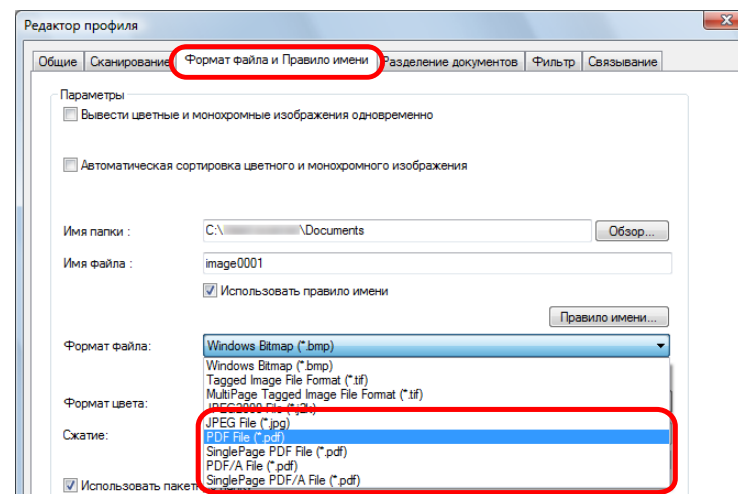 Редактор профиля
Общие Сканирование Формат файла и Правило имени Разделение документов Фильтр Связывание
Параметры
Вывести цветные и монохромные изображения одновременно
Автоматическая сортировка цветного и монохромного изображения
Имя папки : C:\ \Documents Обзор...
Имя файла : image0001
Использовать правило имени
Правило имени...
Формат файла: Windows Bitmap (*.bmp)
Windows Bitmap (*.bmp)
Tagged Image File Format (*.tif)
MultiPage Tagged Image File Format (*.tif)
Формат цвета: JPEG2000 File (*.j2k)
JPEG File (*.jpg)
Сжатие: PDF File (*.pdf)
SinglePage PDF File (*.pdf)
PDF/A File (*.pdf)
Использовать SinglePage PDF/A File (*.pdf)